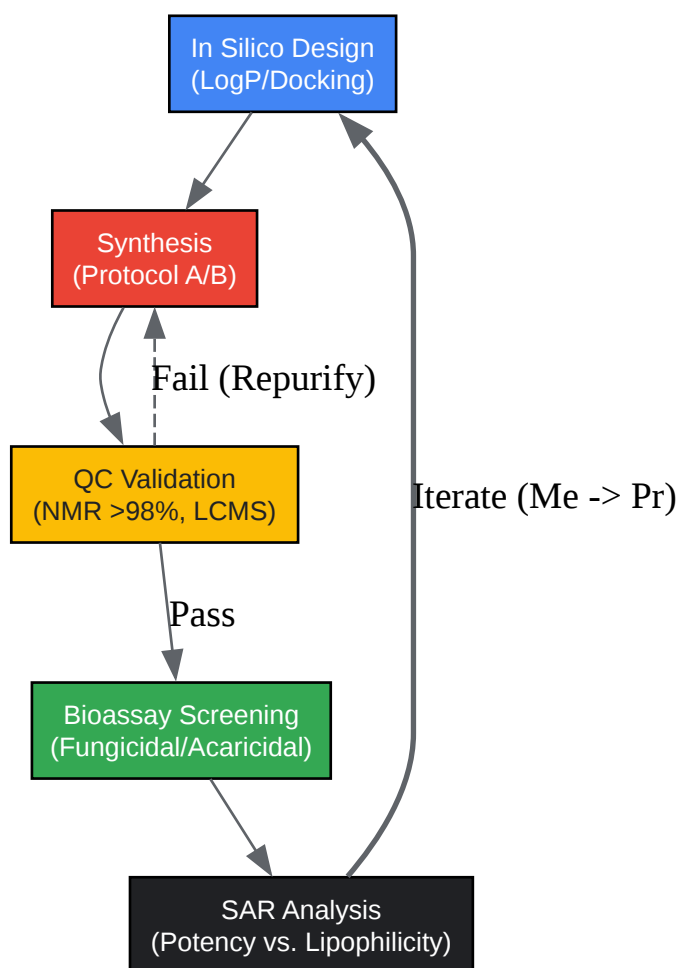 In Silico Design
(LogP/Docking)
Synthesis
(Protocol A/B)
Fail (Repurify)
QC Validation
(NMR >98%, LCMS)
Iterate (Me -> Pr)
Pass
Bioassay Screening
(Fungicidal/Acaricidal)
SAR Analysis
(Potency vs. Lipophilicity)